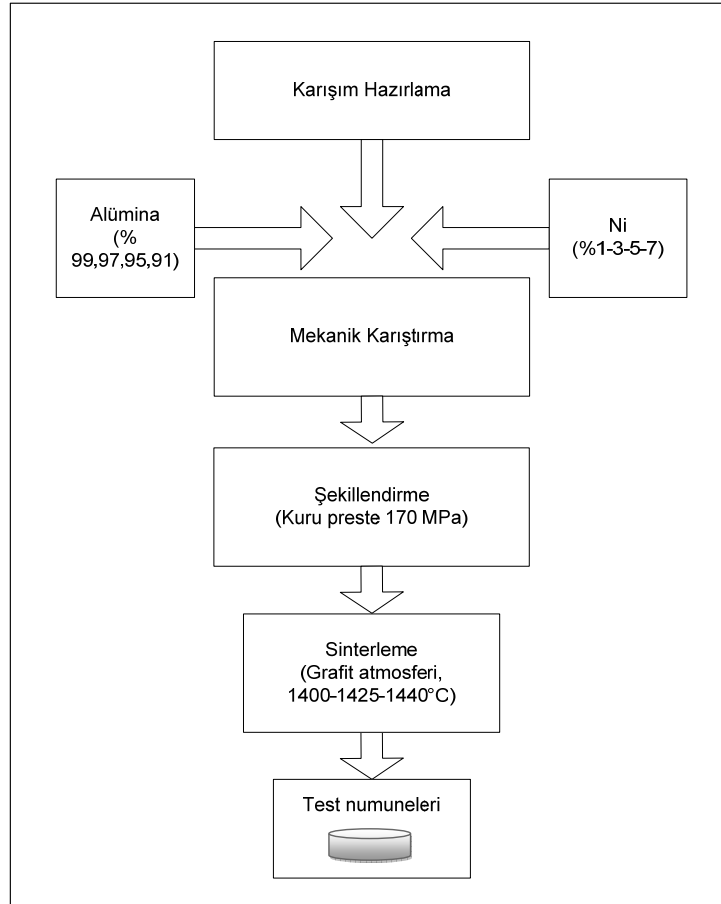 Karışım Hazırlama
Alümina
(%
99,97,95,91)
Ni
(%1-3-5-7)
Mekanik Karıştırma
Şekillendirme
(Kuru preste 170 MPa)
Sinterleme
(Grafit atmosferi,
1400-1425-1440°C)
Test numuneleri